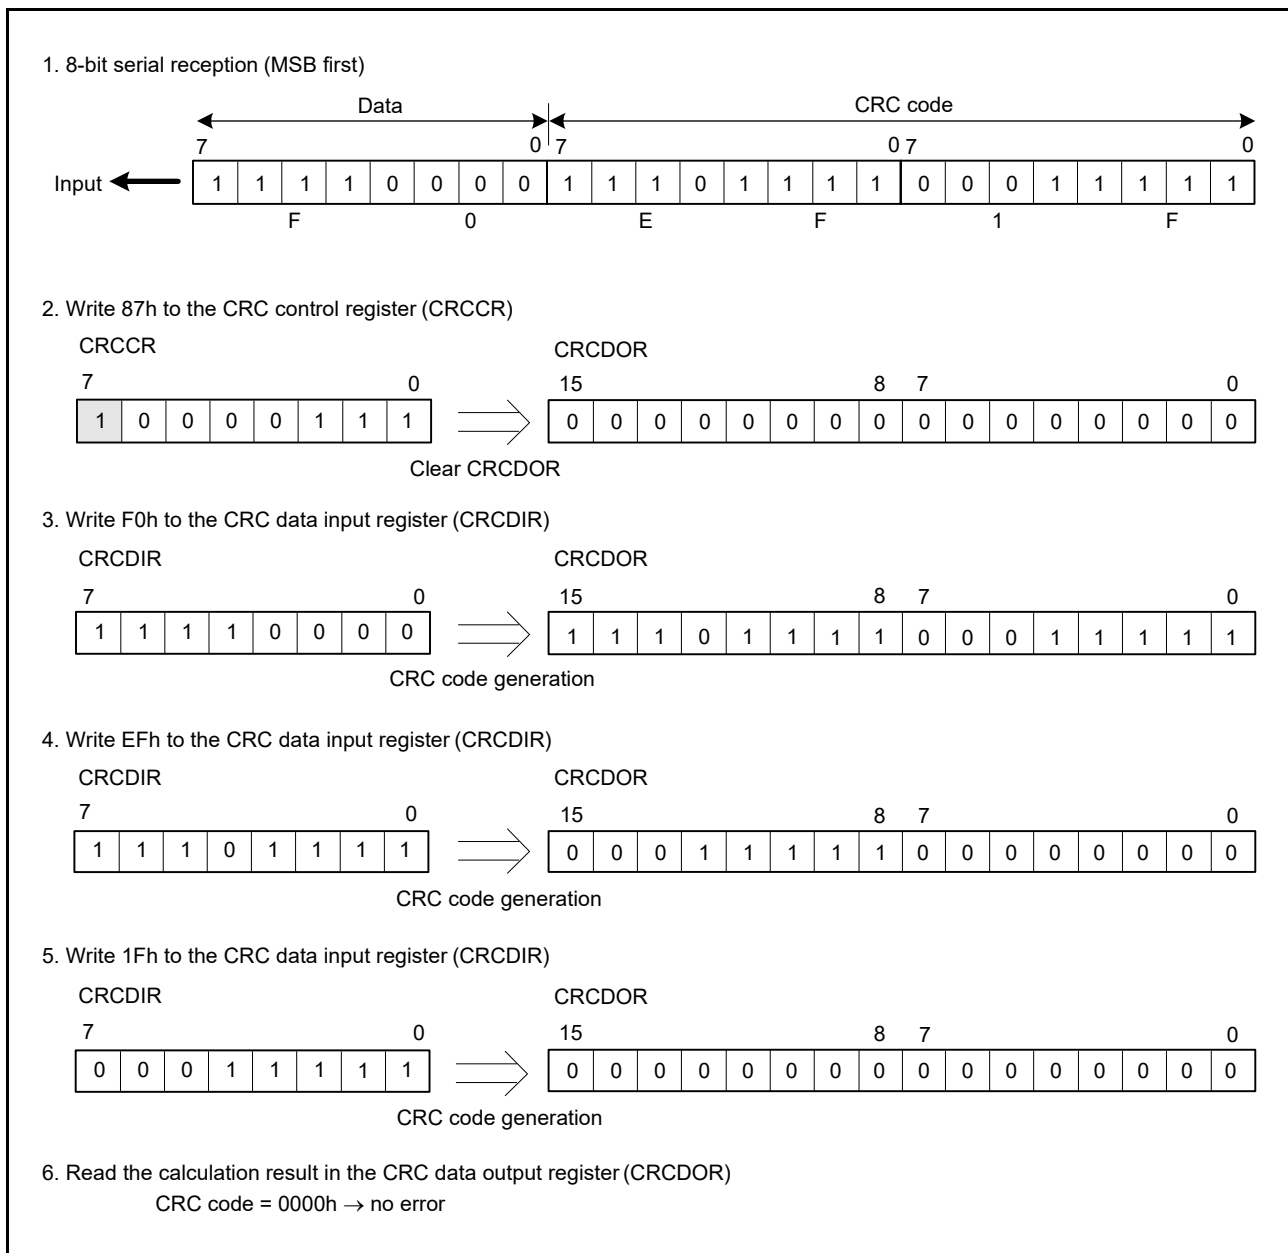 1. 8-bit serial reception (MSB first)
Data CRC code
7 0 7 0 7 0
Input 1 1 1 1 0 0 0 0 1 1 1 0 1 1 1 1 0 0 0 1 1 1 1 1
F 0 E F 1 F
2. Write 87h to the CRC control register (CRCCR)
CRCCR CRCDOR
7 0 15 8 7 0
1 0 0 0 0 1 1 1 0 0 0 0 0 0 0 0 0 0 0 0 0 0 0 0
Clear CRCDOR
3. Write F0h to the CRC data input register (CRCDIR)
CRCDIR CRCDOR
7 0 15 8 7 0
1 1 1 1 0 0 0 0 1 1 1 0 1 1 1 1 0 0 0 1 1 1 1 1
CRC code generation
4. Write EFh to the CRC data input register (CRCDIR)
CRCDIR CRCDOR
7 0 15 8 7 0
1 1 1 0 1 1 1 1 0 0 0 1 1 1 1 1 0 0 0 0 0 0 0 0
CRC code generation
5. Write 1Fh to the CRC data input register (CRCDIR)
CRCDIR CRCDOR
7 0 15 8 7 0
0 0 0 1 1 1 1 1 0 0 0 0 0 0 0 0 0 0 0 0 0 0 0 0
CRC code generation
6. Read the calculation result in the CRC data output register (CRCDOR)
CRC code = 0000h → no error